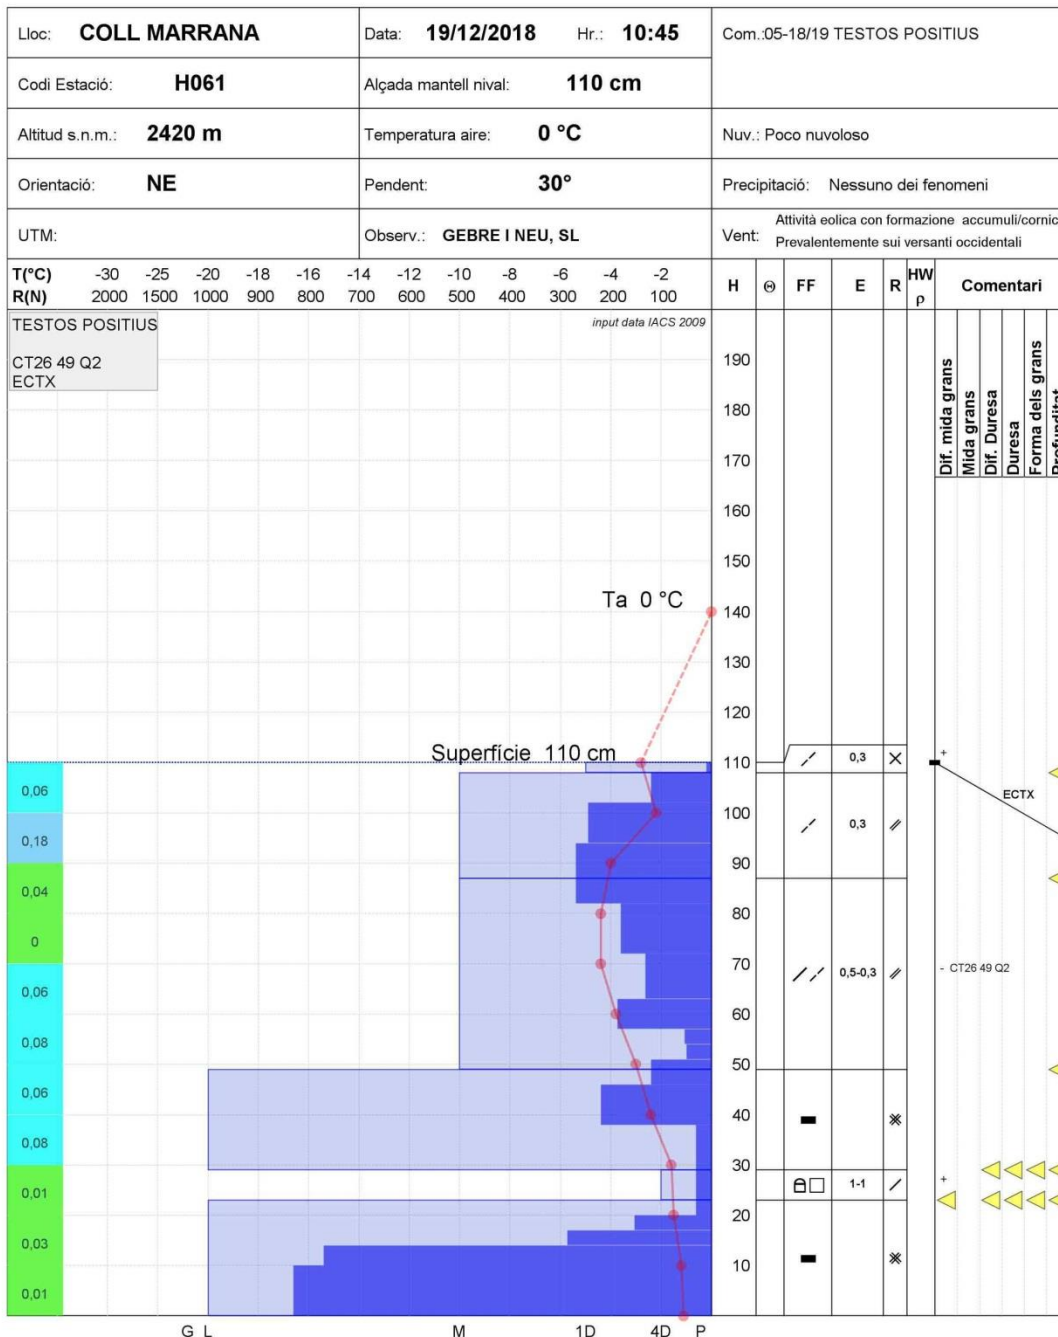 Lloc: COLL MARRANA
Data: 19/12/2018 Hr.: 10:45
Com.:05-18/19 TESTOS POSITIUS
Codi Estació: H061
Alçada mantell nival: 110 cm
Altitud s.n.m.: 2420 m
Temperatura aire: 0 °C
Nuv.: Poco nuvoloso
Orientació: NE
Pendent: 30°
Precipitació: Nessuno dei fenomeni
UTM:
Observ.: GEBRE I NEU, SL
Vent: Attività eolica con formazione accumuli/cornic
Prevalentemente sui versanti occidentali
T(°C) -30 -25 -20 -18 -16 -14 -12 -10 -8 -6 -4 -2
R(N) 2000 1500 1000 900 800 700 600 500 400 300 200 100
H Θ FF E R HW ρ Comentari
TESTOS POSITIUS
CT26 49 Q2
ECTX
input data IACS 2009
Dif. mida grans
Mida grans
Dif. Duresa
Duresa
Forma dels grans
Profunditat
190
180
170
160
150
Ta 0 °C 140
130
120
Superfície 110 cm 110 0,3 +
0,06
100 0,3 ECTX
0,18
90
0,04
80
0
70 0,5-0,3 - CT26 49 Q2
0,06
60
0,08
50
0,06
40
0,08
30
0,01 1-1 +
20
0,03
10
0,01
G L M 1D 4D P